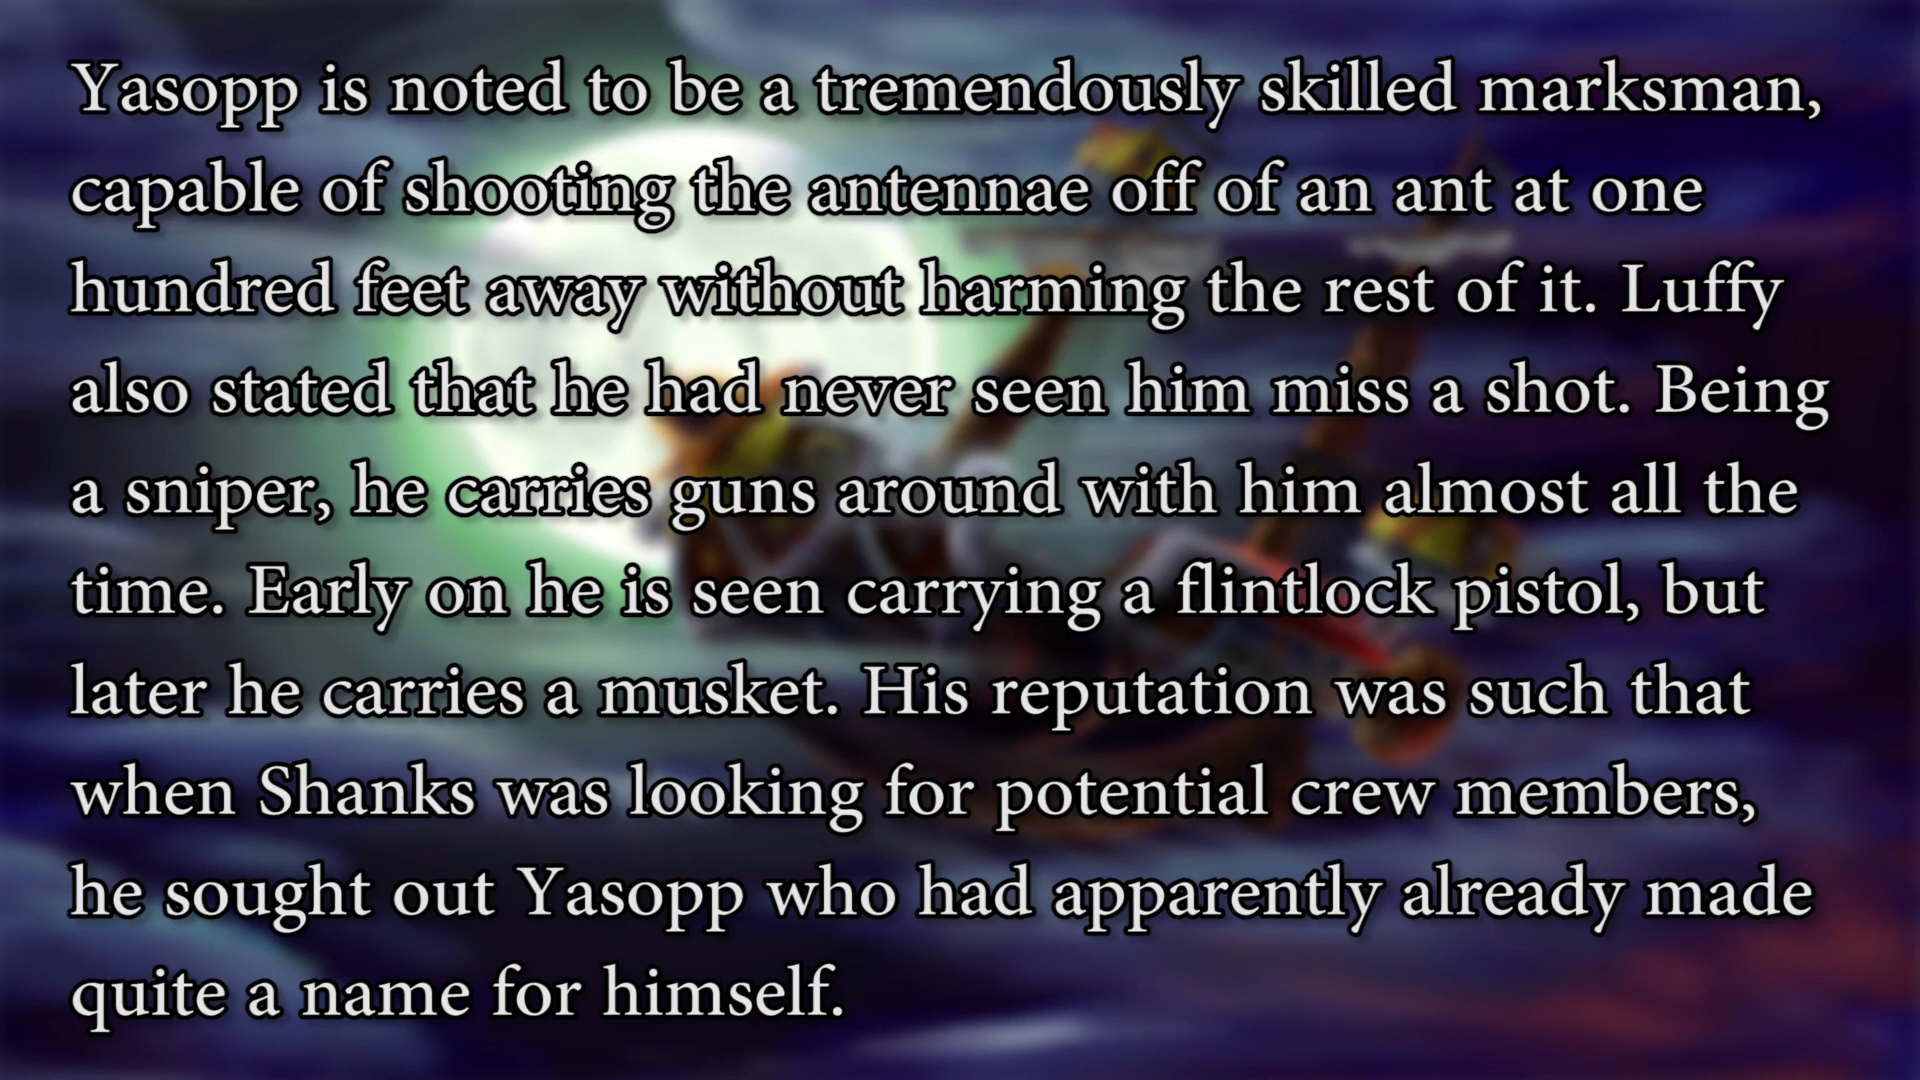 Yasopp is noted to be a tremendously skilled marksman,
capable of shooting the antennae off of an ant at one
hundred feet away without harming the rest of it. Luffy
also stated that he had never seen him miss a shot. Being
a sniper, he carries guns around with him almost all the
time. Early on he is seen carrying a flintlock pistol, but
later he carries a musket. His reputation was such that
when Shanks was looking for potential crew members,
he sought out Yasopp who had apparently already made
quite a name for himself.